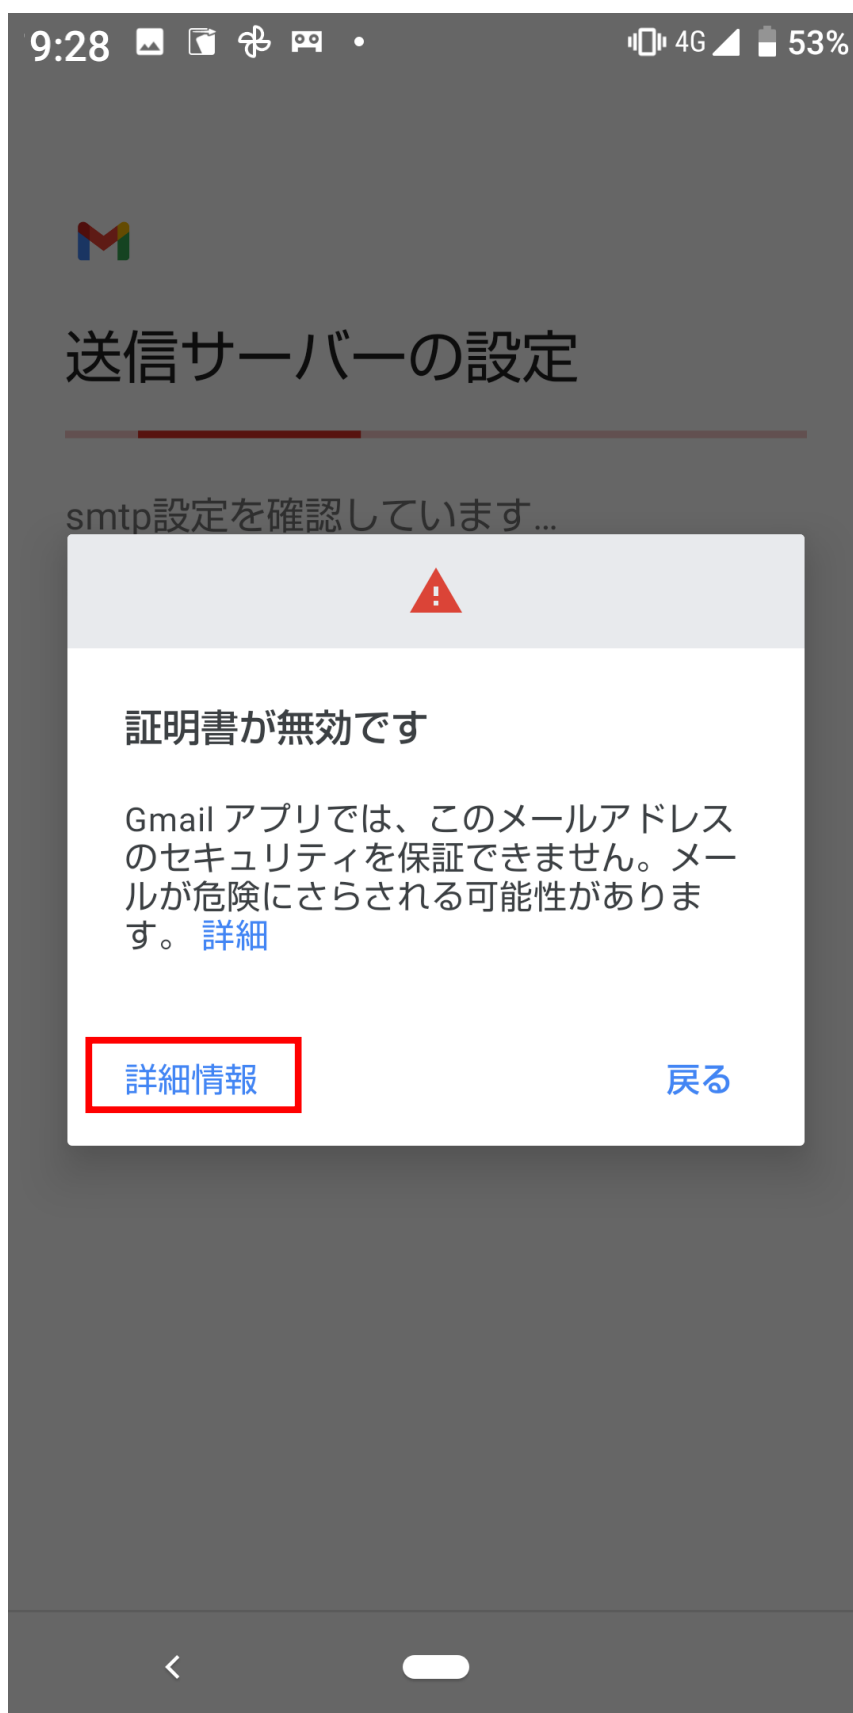 9:28 4G 53%
送信サーバーの設定
smtp設定を確認しています...
証明書が無効です
Gmail アプリでは、このメールアドレス
のセキュリティを保証できません。メー
ルが危険にさらされる可能性がありま
す。 詳細
詳細情報 戻る